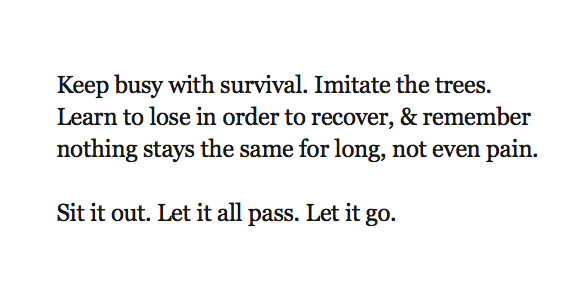 Keep busy with survival. Imitate the trees.
Learn to lose in order to recover, & remember
nothing stays the same for long, not even pain.
Sit it out. Let it all pass. Let it go.